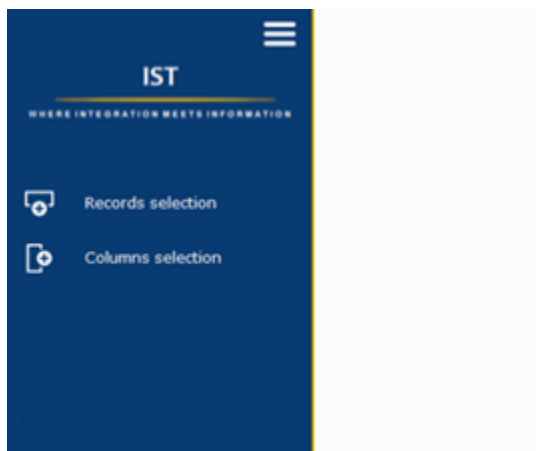 IST
WHERE INTEGRATION MEETS INFORMATION
Records selection
Columns selection